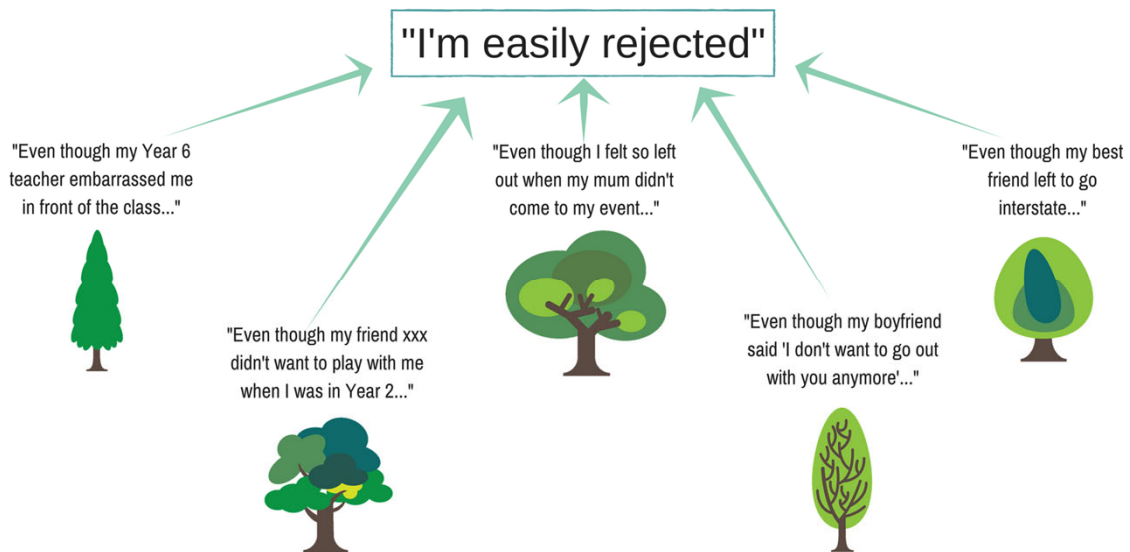 "I'm easily rejected"
"Even though my Year 6
teacher embarrassed me
in front of the class..."
"Even though I felt so left
out when my mum didn't
come to my event..."
"Even though my best
friend left to go
interstate..."
"Even though my friend xxx
didn't want to play with me
when I was in Year 2..."
"Even though my boyfriend
said 'I don't want to go out
with you anymore'..."